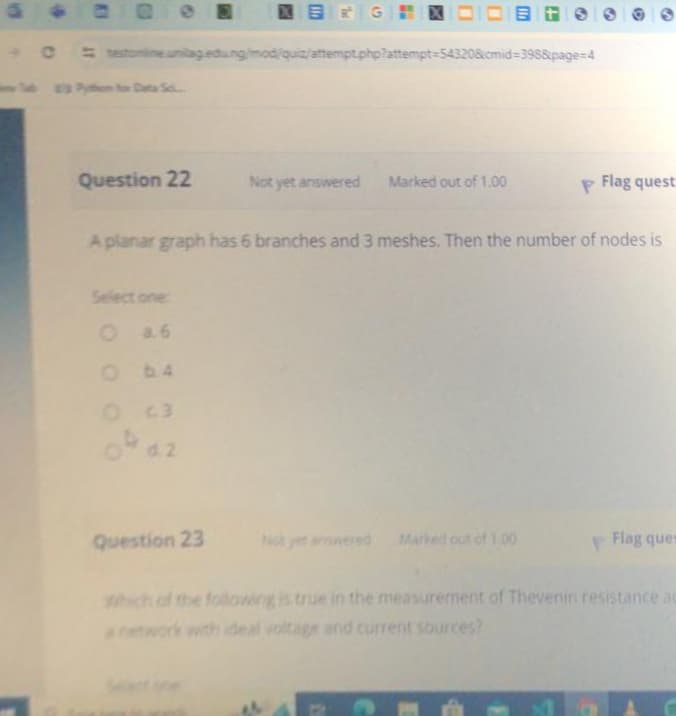 testonline.unilag.edu.ng/mod/quiz/attempt.php?attempt=54320&cmid=398&page=4
Tab Python for Data Sci...
Question 22 Not yet answered Marked out of 1.00 Flag quest
A planar graph has 6 branches and 3 meshes. Then the number of nodes is
Select one:
a. 6
b. 4
c. 3
d. 2
Question 23 Not yet answered Marked out of 1.00 Flag ques
Which of the following is true in the measurement of Thevenin resistance
a network with ideal voltage and current sources?
Select one